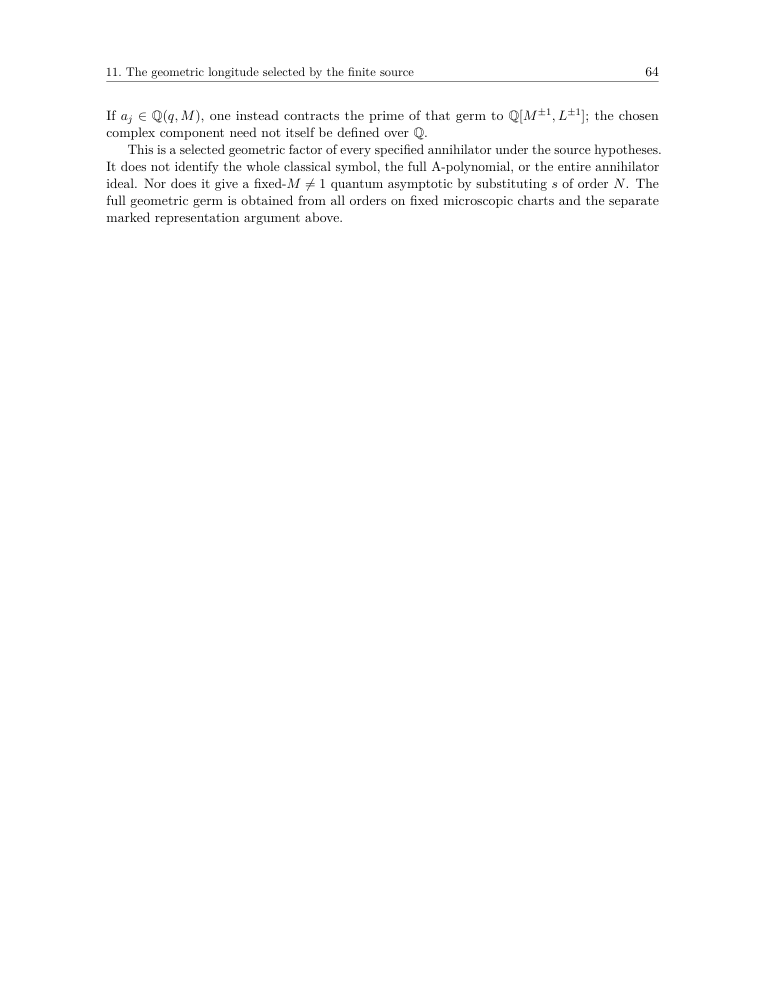 11. The geometric longitude selected by the finite source 64
If a_j ∈ ℚ(q, M), one instead contracts the prime of that germ to ℚ[M^{±1}, L^{±1}]; the chosen
complex component need not itself be defined over ℚ.
This is a selected geometric factor of every specified annihilator under the source hypotheses.
It does not identify the whole classical symbol, the full A-polynomial, or the entire annihilator
ideal. Nor does it give a fixed-M ≠ 1 quantum asymptotic by substituting s of order N. The
full geometric germ is obtained from all orders on fixed microscopic charts and the separate
marked representation argument above.